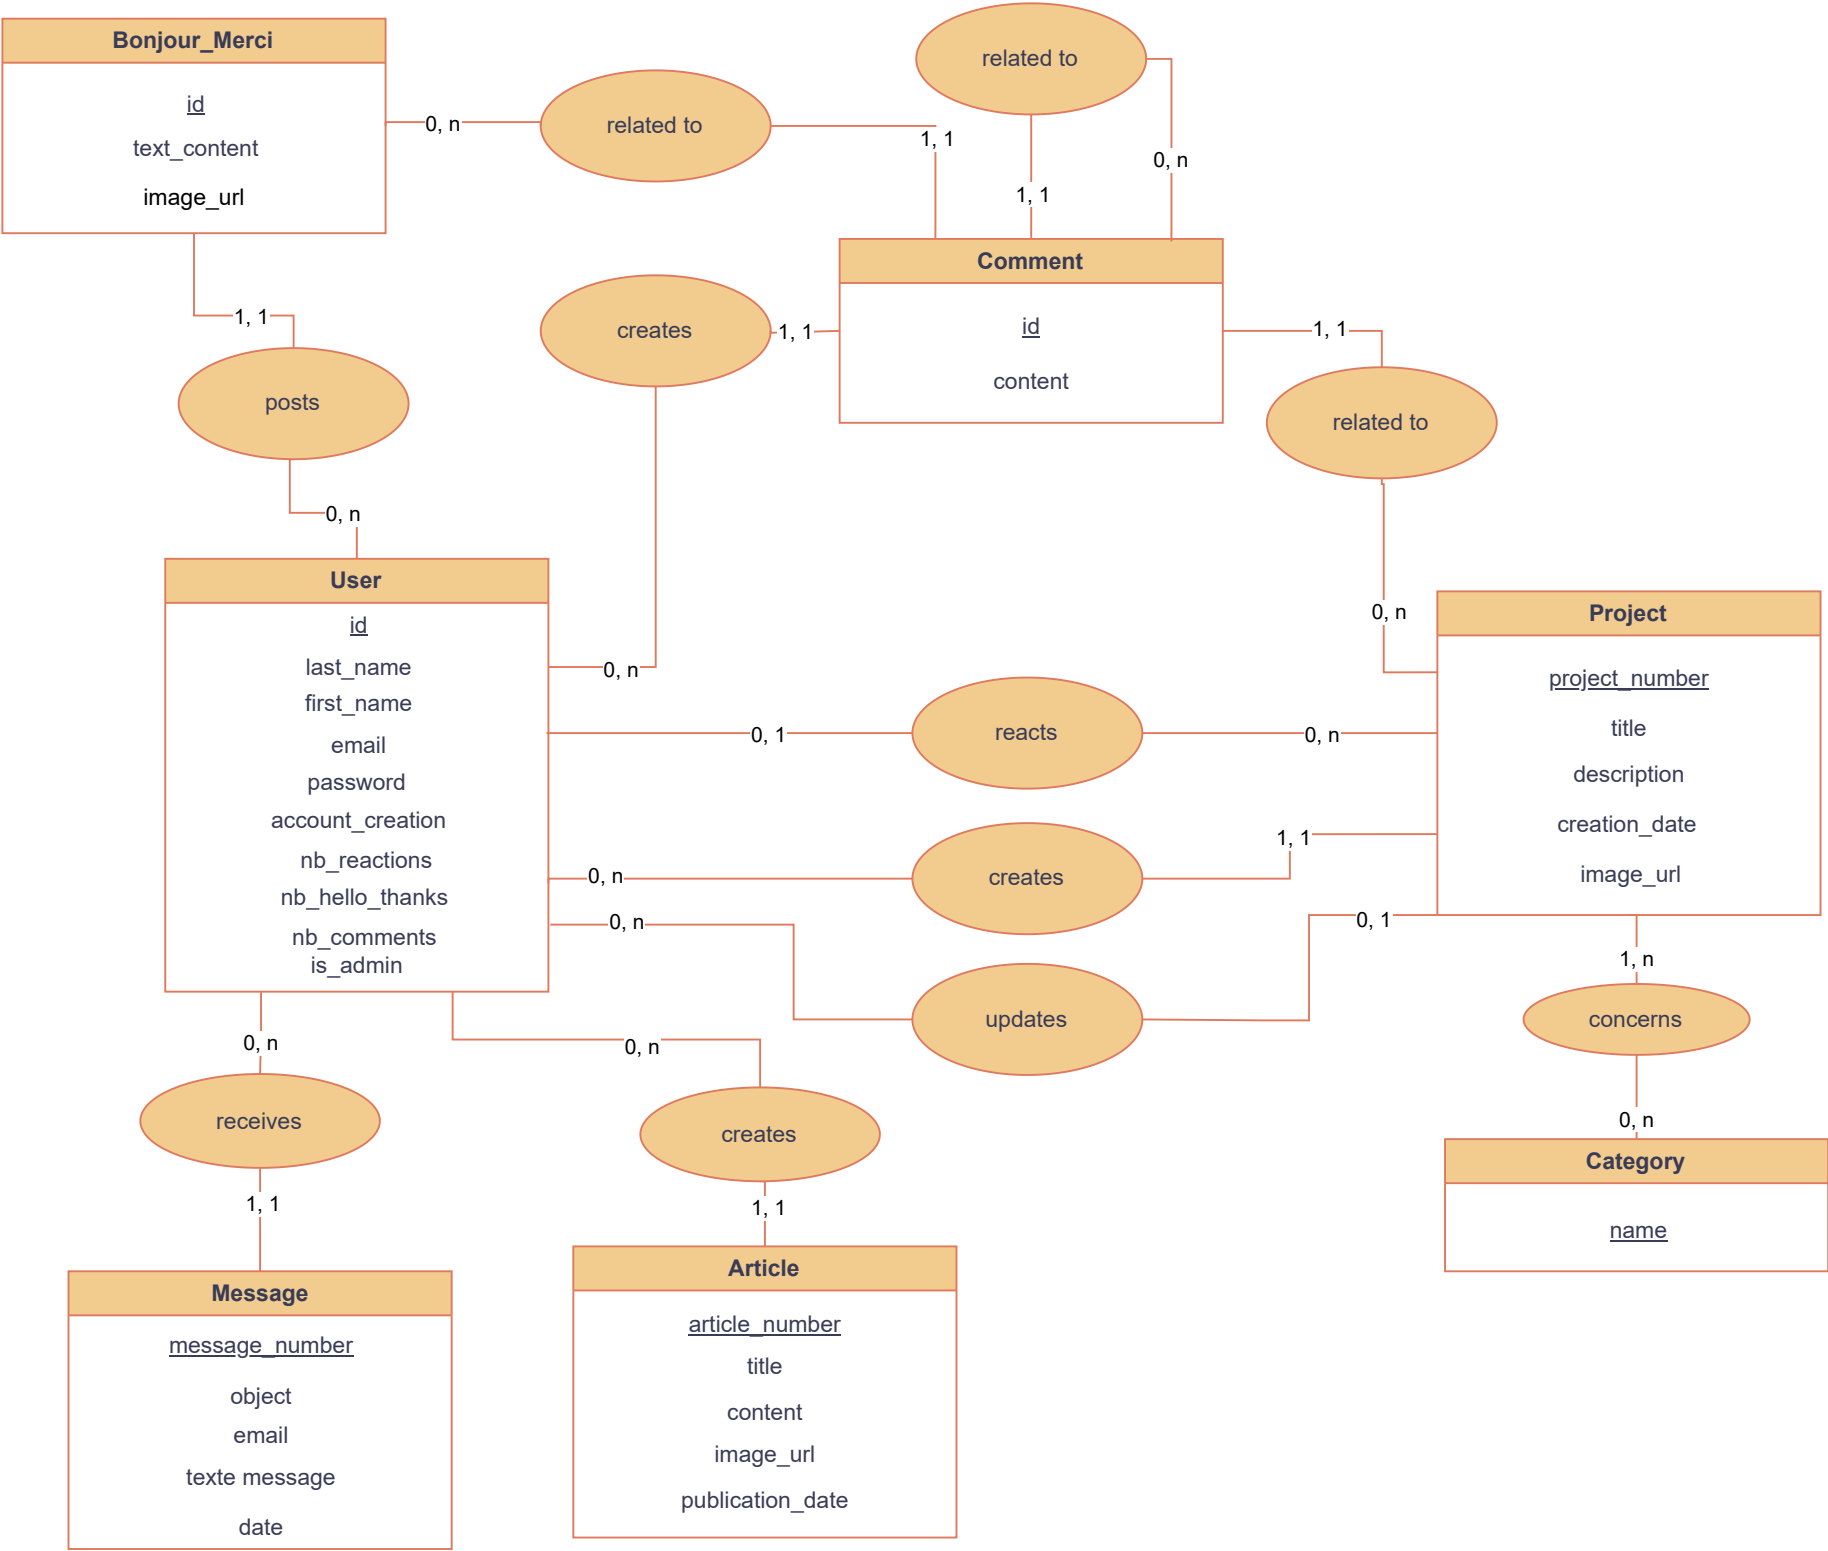 Bonjour_Merci
id
text_content
image_url
0, n
related to
1, 1
related to
1, 1
0, n
Comment
id
content
1, 1
posts
0, n
creates
1, 1
0, n
1, 1
related to
0, n
User
id
last_name
first_name
email
password
account_creation
nb_reactions
nb_hello_thanks
nb_comments
is_admin
0, 1
reacts
0, n
0, n
creates
1, 1
0, n
updates
0, 1
Project
project_number
title
description
creation_date
image_url
1, n
concerns
0, n
Category
name
0, n
receives
1, 1
0, n
creates
1, 1
Message
message_number
object
email
texte message
date
Article
article_number
title
content
image_url
publication_date